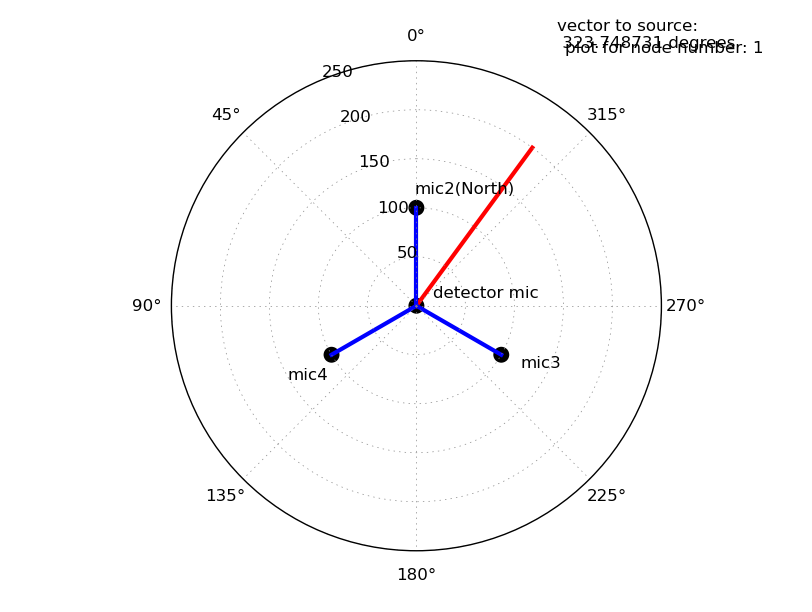 vector to source:
323.748731 degrees
plot for node number: 1
0°
250
45°
315°
200
150
mic2(North)
100
50
detector mic
90°
270°
mic3
mic4
135°
225°
180°